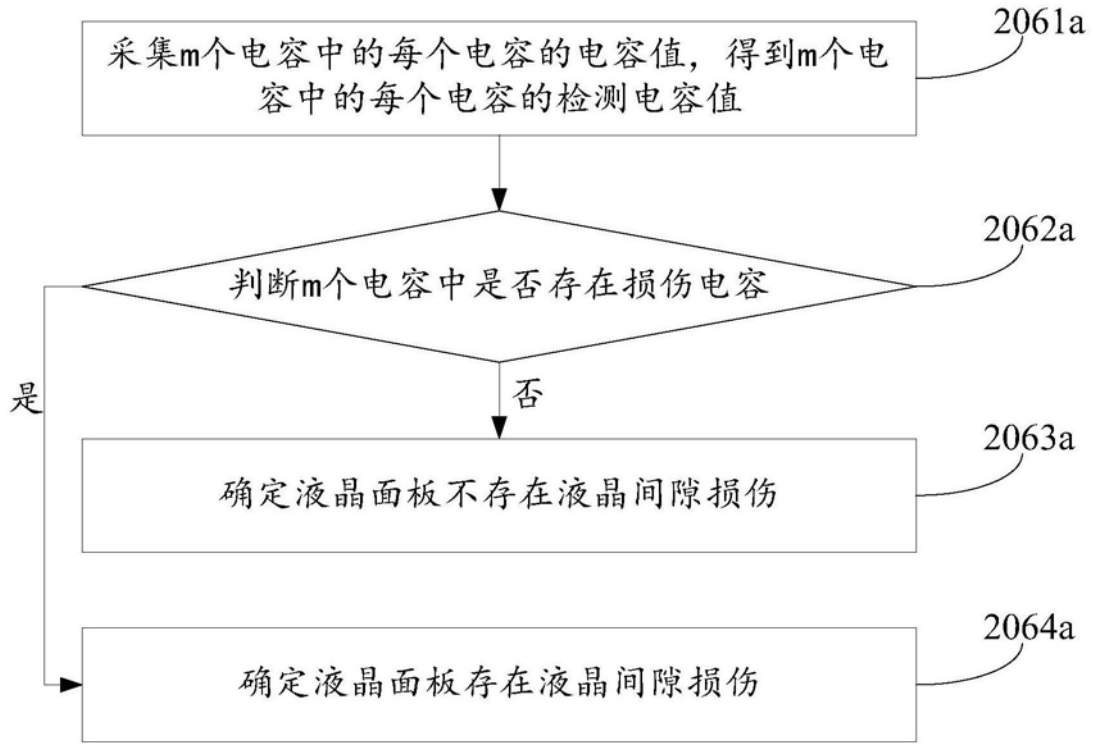 2061a
采集m个电容中的每个电容的电容值，得到m个电
容中的每个电容的检测电容值
2062a
判断m个电容中是否存在损伤电容
是
否
2063a
确定液晶面板不存在液晶间隙损伤
2064a
确定液晶面板存在液晶间隙损伤